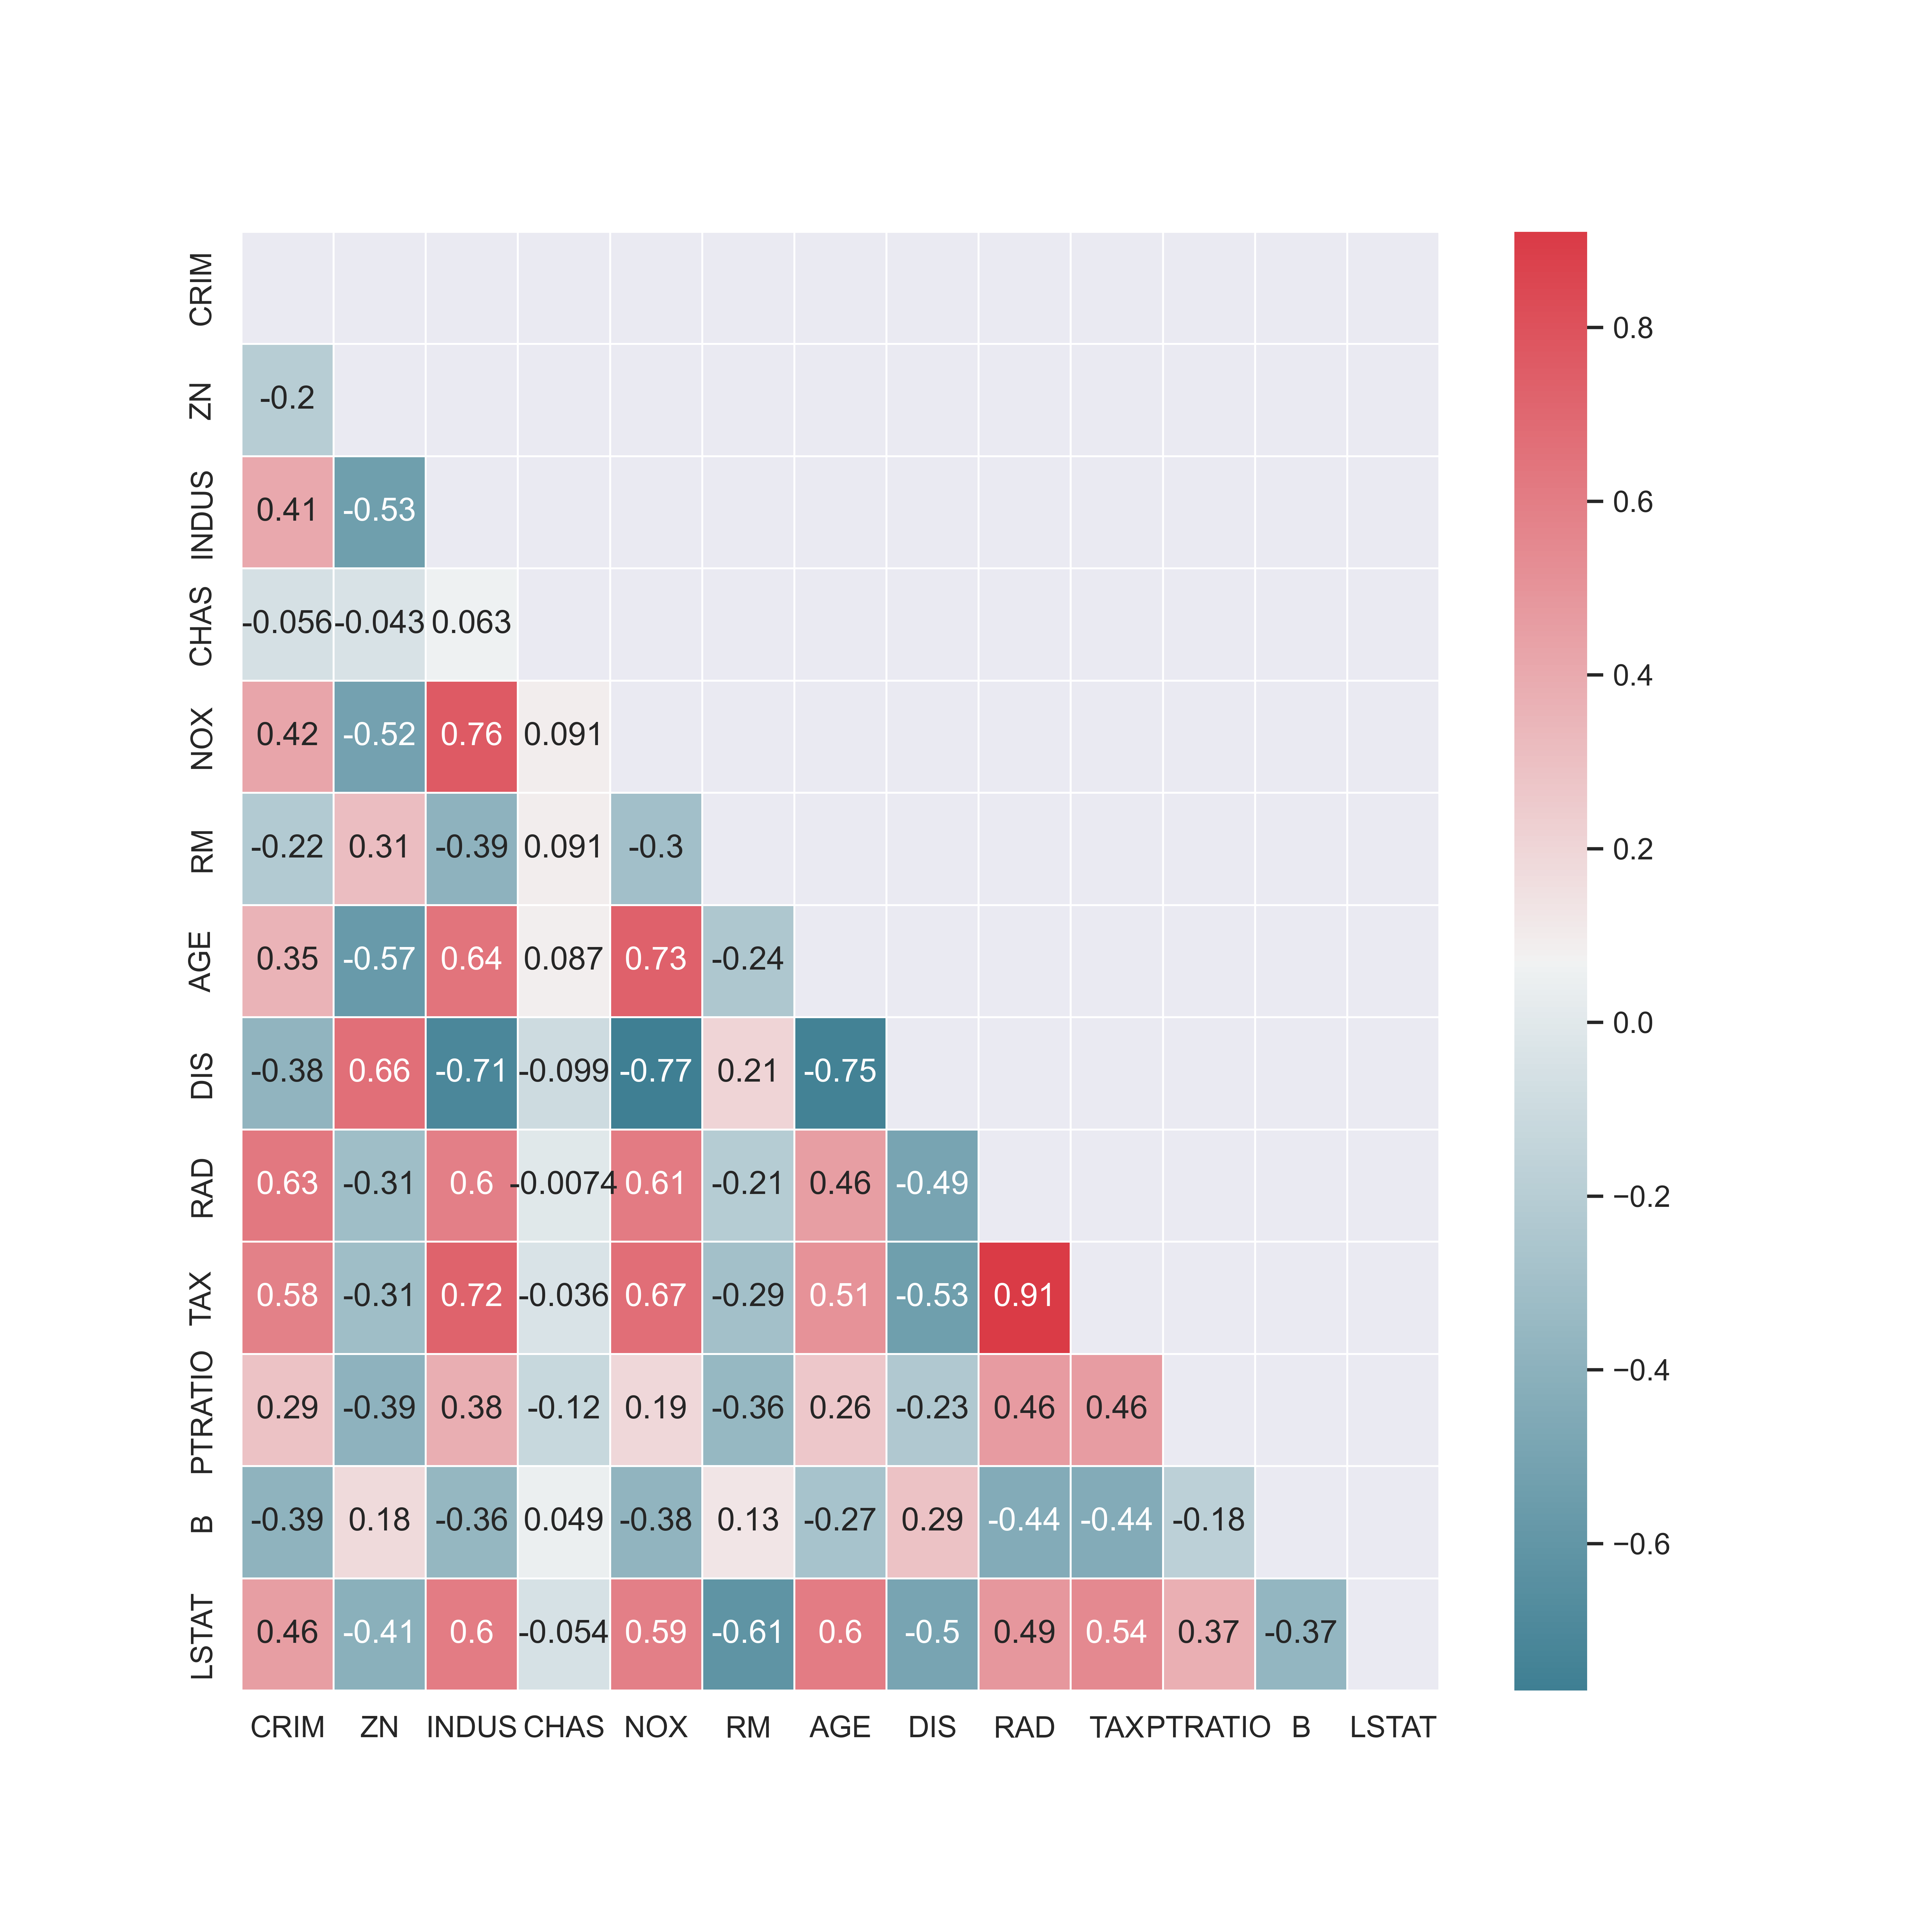 CRIM
0.8
ZN -0.2
0.6
INDUS 0.41 -0.53
CHAS -0.056 -0.043 0.063
0.4
NOX 0.42 -0.52 0.76 0.091
0.2
RM -0.22 0.31 -0.39 0.091 -0.3
AGE 0.35 -0.57 0.64 0.087 0.73 -0.24
0.0
DIS -0.38 0.66 -0.71 -0.099 -0.77 0.21 -0.75
RAD 0.63 -0.31 0.6 -0.0074 0.61 -0.21 0.46 -0.49
−0.2
TAX 0.58 -0.31 0.72 -0.036 0.67 -0.29 0.51 -0.53 0.91
−0.4
PTRATIO 0.29 -0.39 0.38 -0.12 0.19 -0.36 0.26 -0.23 0.46 0.46
B -0.39 0.18 -0.36 0.049 -0.38 0.13 -0.27 0.29 -0.44 -0.44 -0.18
−0.6
LSTAT 0.46 -0.41 0.6 -0.054 0.59 -0.61 0.6 -0.5 0.49 0.54 0.37 -0.37
CRIM ZN INDUS CHAS NOX RM AGE DIS RAD TAX PTRATIO B LSTAT